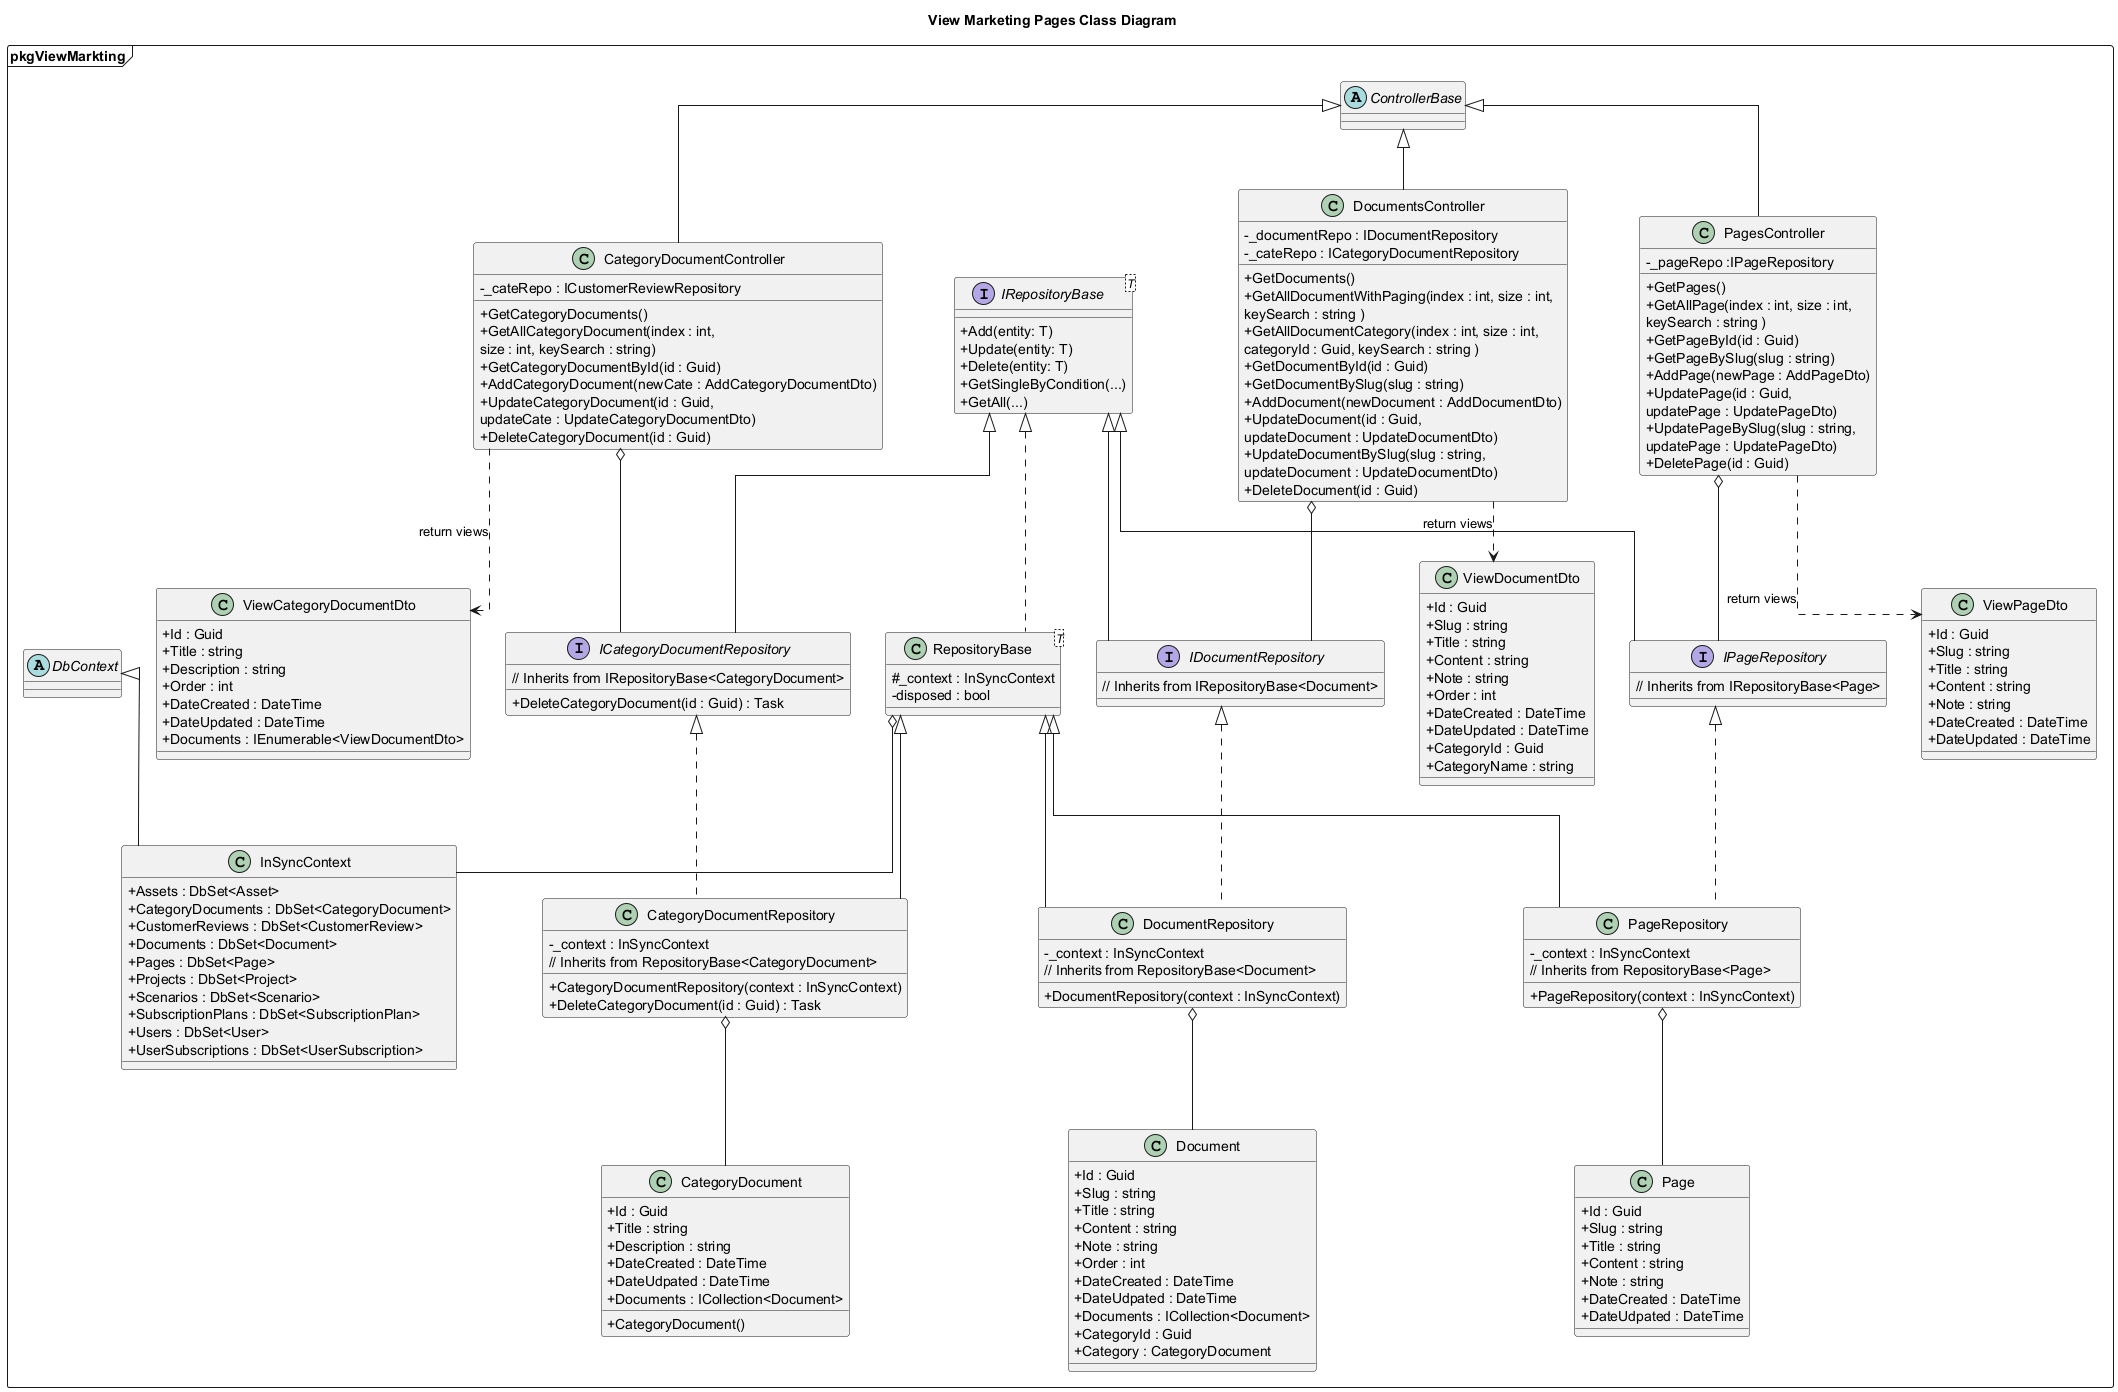 View Marketing Pages Class Diagram
pkgViewMarkting
A ControllerBase
C CategoryDocumentController
-_cateRepo : ICustomerReviewRepository
+GetCategoryDocuments()
+GetAllCategoryDocument(index : int,
size : int, keySearch : string)
+GetCategoryDocumentById(id : Guid)
+AddCategoryDocument(newCate : AddCategoryDocumentDto)
+UpdateCategoryDocument(id : Guid,
updateCate : UpdateCategoryDocumentDto)
+DeleteCategoryDocument(id : Guid)
I IRepositoryBase T
+Add(entity: T)
+Update(entity: T)
+Delete(entity: T)
+GetSingleByCondition(...)
+GetAll(...)
C DocumentsController
-_documentRepo : IDocumentRepository
-_cateRepo : ICategoryDocumentRepository
+GetDocuments()
+GetAllDocumentWithPaging(index : int, size : int,
keySearch : string )
+GetAllDocumentCategory(index : int, size : int,
categoryId : Guid, keySearch : string )
+GetDocumentById(id : Guid)
+GetDocumentBySlug(slug : string)
+AddDocument(newDocument : AddDocumentDto)
+UpdateDocument(id : Guid,
updateDocument : UpdateDocumentDto)
+UpdateDocumentBySlug(slug : string,
updateDocument : UpdateDocumentDto)
+DeleteDocument(id : Guid)
C PagesController
-_pageRepo :IPageRepository
+GetPages()
+GetAllPage(index : int, size : int,
keySearch : string )
+GetPageById(id : Guid)
+GetPageBySlug(slug : string)
+AddPage(newPage : AddPageDto)
+UpdatePage(id : Guid,
updatePage : UpdatePageDto)
+UpdatePageBySlug(slug : string,
updatePage : UpdatePageDto)
+DeletePage(id : Guid)
return views
return views
return views
A DbContext
C ViewCategoryDocumentDto
+Id : Guid
+Title : string
+Description : string
+Order : int
+DateCreated : DateTime
+DateUpdated : DateTime
+Documents : IEnumerable<ViewDocumentDto>
I ICategoryDocumentRepository
// Inherits from IRepositoryBase<CategoryDocument>
+DeleteCategoryDocument(id : Guid) : Task
C RepositoryBase T
#_context : InSyncContext
-disposed : bool
I IDocumentRepository
// Inherits from IRepositoryBase<Document>
C ViewDocumentDto
+Id : Guid
+Slug : string
+Title : string
+Content : string
+Note : string
+Order : int
+DateCreated : DateTime
+DateUpdated : DateTime
+CategoryId : Guid
+CategoryName : string
I IPageRepository
// Inherits from IRepositoryBase<Page>
C ViewPageDto
+Id : Guid
+Slug : string
+Title : string
+Content : string
+Note : string
+DateCreated : DateTime
+DateUpdated : DateTime
C InSyncContext
+Assets : DbSet<Asset>
+CategoryDocuments : DbSet<CategoryDocument>
+CustomerReviews : DbSet<CustomerReview>
+Documents : DbSet<Document>
+Pages : DbSet<Page>
+Projects : DbSet<Project>
+Scenarios : DbSet<Scenario>
+SubscriptionPlans : DbSet<SubscriptionPlan>
+Users : DbSet<User>
+UserSubscriptions : DbSet<UserSubscription>
C CategoryDocumentRepository
-_context : InSyncContext
// Inherits from RepositoryBase<CategoryDocument>
+CategoryDocumentRepository(context : InSyncContext)
+DeleteCategoryDocument(id : Guid) : Task
C DocumentRepository
-_context : InSyncContext
// Inherits from RepositoryBase<Document>
+DocumentRepository(context : InSyncContext)
C PageRepository
-_context : InSyncContext
// Inherits from RepositoryBase<Page>
+PageRepository(context : InSyncContext)
C CategoryDocument
+Id : Guid
+Title : string
+Description : string
+DateCreated : DateTime
+DateUdpated : DateTime
+Documents : ICollection<Document>
+CategoryDocument()
C Document
+Id : Guid
+Slug : string
+Title : string
+Content : string
+Note : string
+Order : int
+DateCreated : DateTime
+DateUdpated : DateTime
+Documents : ICollection<Document>
+CategoryId : Guid
+Category : CategoryDocument
C Page
+Id : Guid
+Slug : string
+Title : string
+Content : string
+Note : string
+DateCreated : DateTime
+DateUdpated : DateTime